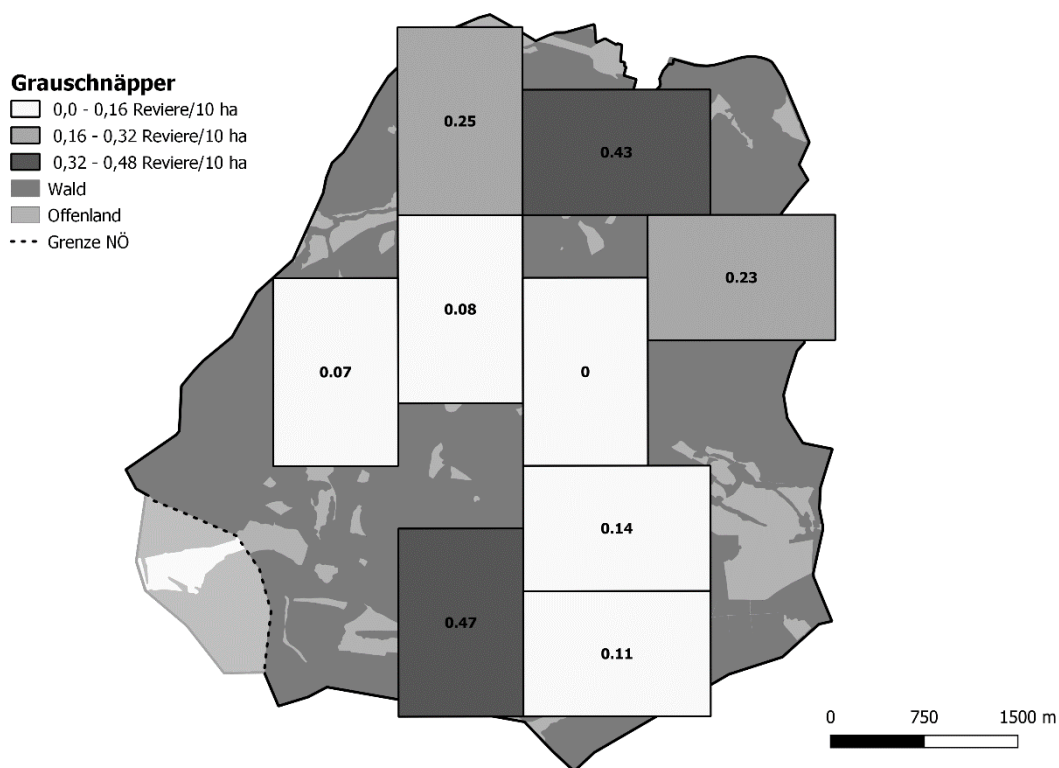 Grauschnäpper
0,0 - 0,16 Reviere/10 ha
0,16 - 0,32 Reviere/10 ha
0,32 - 0,48 Reviere/10 ha
Wald
Offenland
Grenze NÖ
0.25
0.43
0.23
0.08
0.07
0
0.14
0.47
0.11
0 750 1500 m